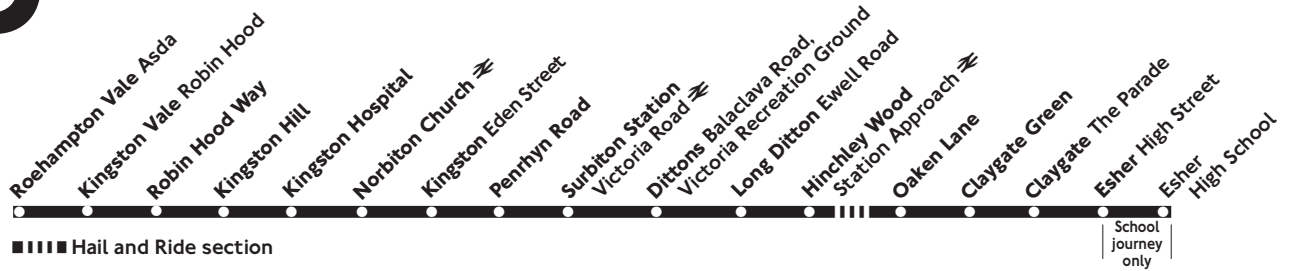 Roehampton Vale Asda
Kingston Vale Robin Hood
Robin Hood Way
Kingston Hill
Kingston Hospital
Norbiton Church
Kingston Eden Street
Penrhyn Road
Surbiton Station
Victoria Road
Dittons Balaclava Road,
Victoria Recreation Ground
Long Ditton Ewell Road
Hinchley Wood
Station Approach
Oaken Lane
Claygate Green
Claygate The Parade
Esher High Street
Esher
High School
School
journey
only
Hail and Ride section